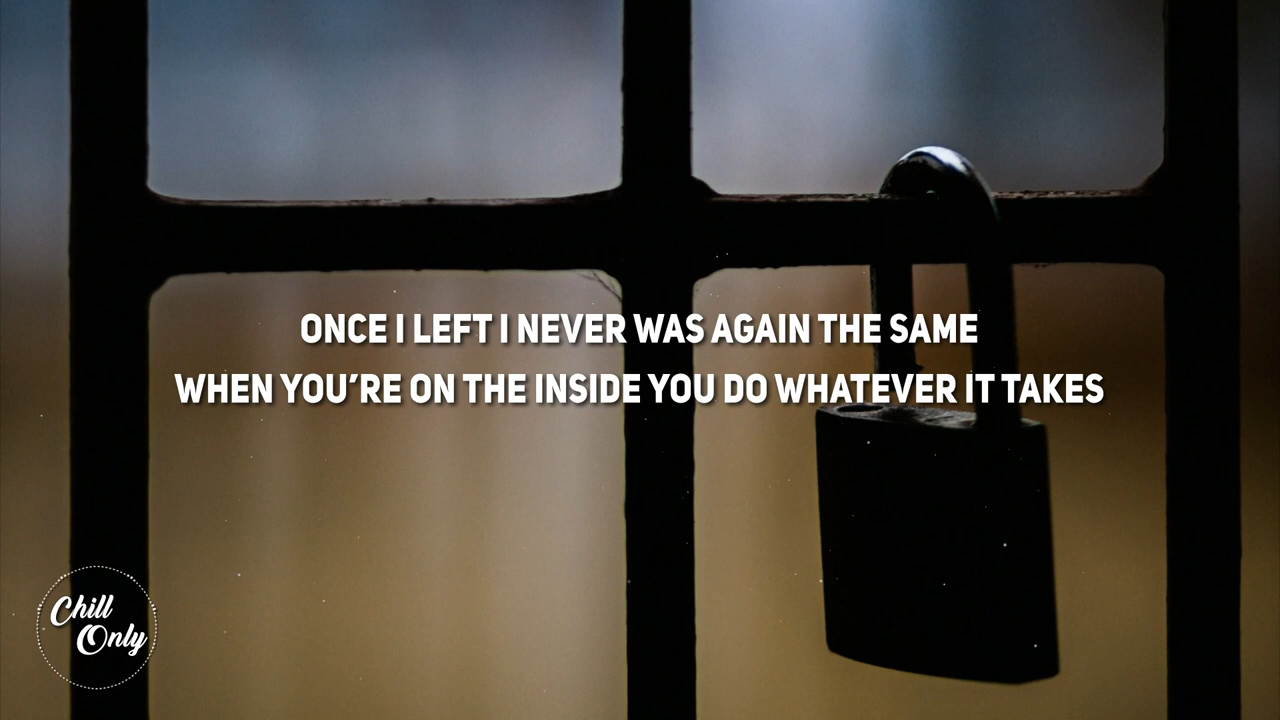 ONCE I LEFT I NEVER WAS AGAIN THE SAME
WHEN YOU'RE ON THE INSIDE YOU DO WHATEVER IT TAKES
Chill
Only